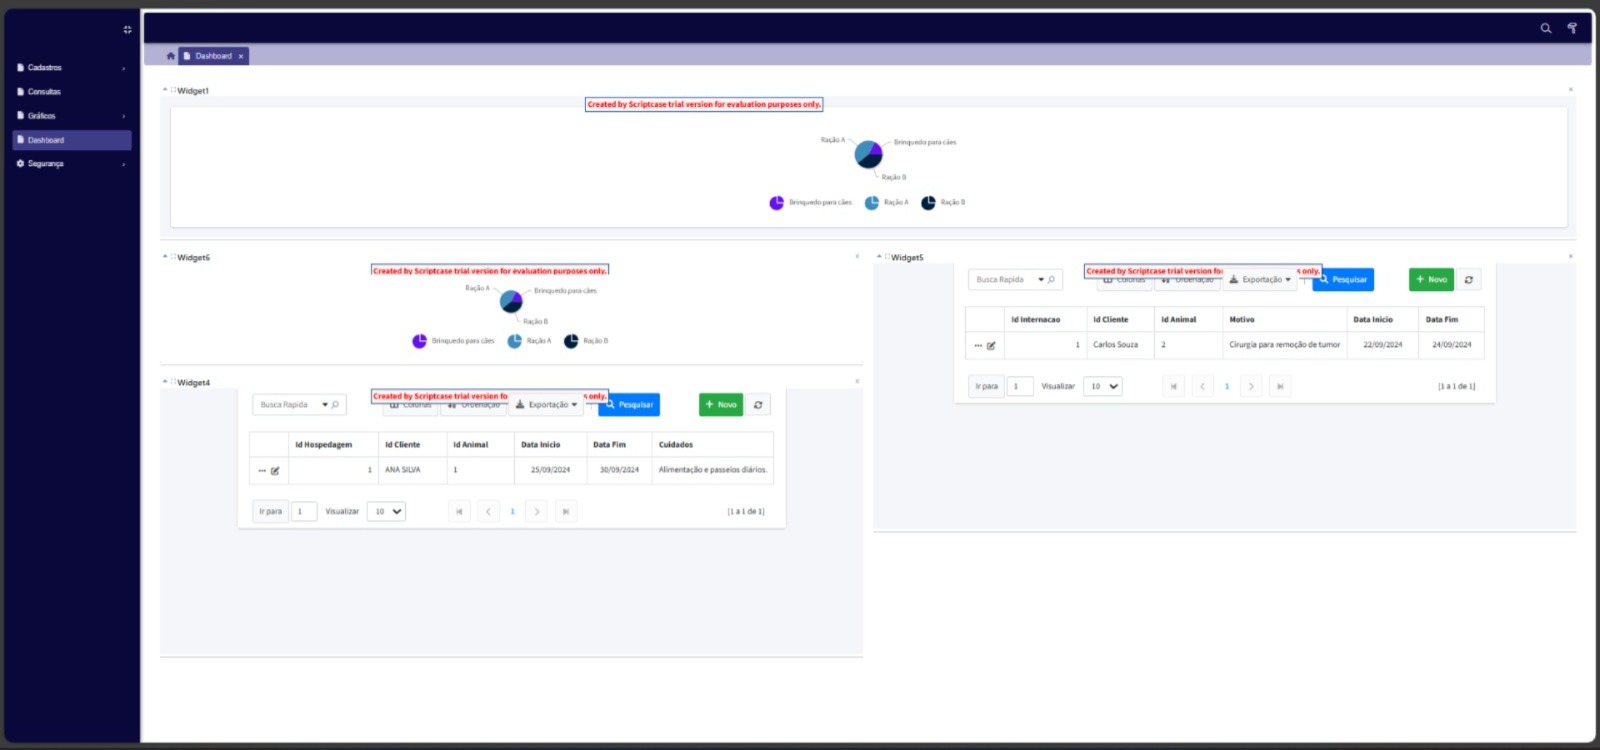 Dashboard ×
Cadastros
Consultas
Gráficos
Dashboard
Segurança
Widget1
Created by Scriptcase trial version for evaluation purposes only.
Ração A
Brinquedo para cães
Ração B
Brinquedo para cães Ração A Ração B
Widget6
Created by Scriptcase trial version for evaluation purposes only.
Ração A
Brinquedo para cães
Ração B
Brinquedo para cães Ração A Ração B
Widget4
Created by Scriptcase trial version fo s only.
Busca Rapida Colunas Ordenação Exportação Pesquisar + Novo
Id Hospedagem Id Cliente Id Animal Data Inicio Data Fim Cuidados
1 ANA SILVA 1 25/09/2024 30/09/2024 Alimentação e passeios diários.
Ir para 1 Visualizar 10 1 [1 a 1 de 1]
Widget5
Created by Scriptcase trial version fo s only.
Busca Rapida Colunas Ordenação Exportação Pesquisar + Novo
Id Internacao Id Cliente Id Animal Motivo Data Inicio Data Fim
1 Carlos Souza 2 Cirurgia para remoção de tumor 22/09/2024 24/09/2024
Ir para 1 Visualizar 10 1 [1 a 1 de 1]